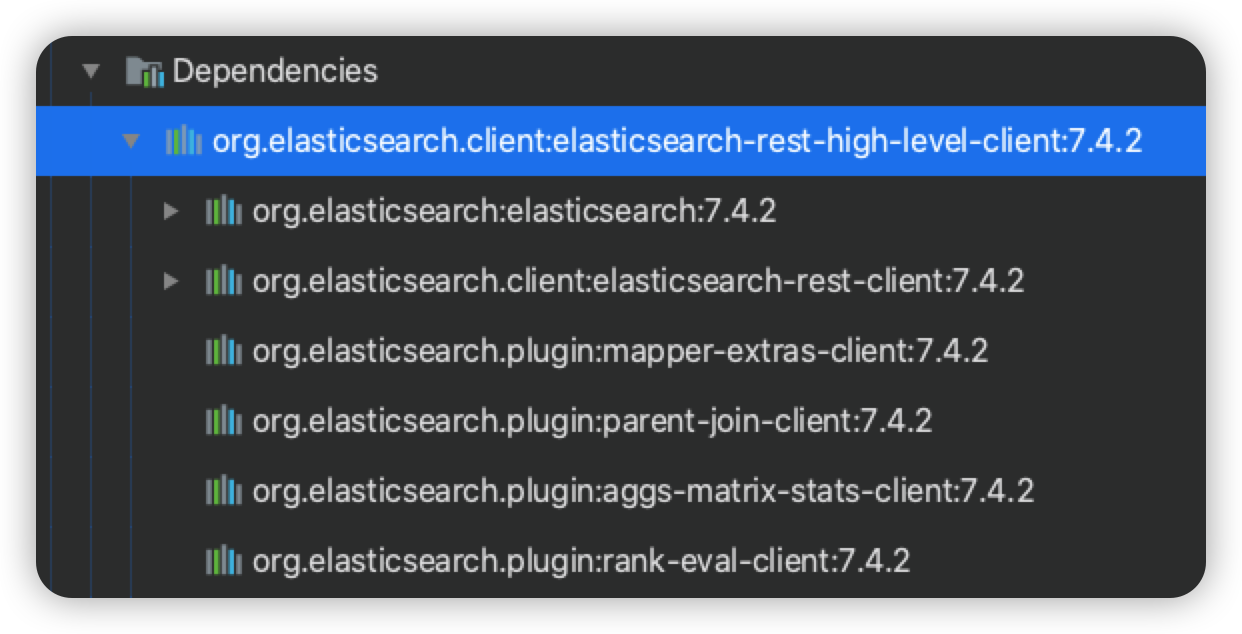 Dependencies
org.elasticsearch.client:elasticsearch-rest-high-level-client:7.4.2
org.elasticsearch:elasticsearch:7.4.2
org.elasticsearch.client:elasticsearch-rest-client:7.4.2
org.elasticsearch.plugin:mapper-extras-client:7.4.2
org.elasticsearch.plugin:parent-join-client:7.4.2
org.elasticsearch.plugin:aggs-matrix-stats-client:7.4.2
org.elasticsearch.plugin:rank-eval-client:7.4.2